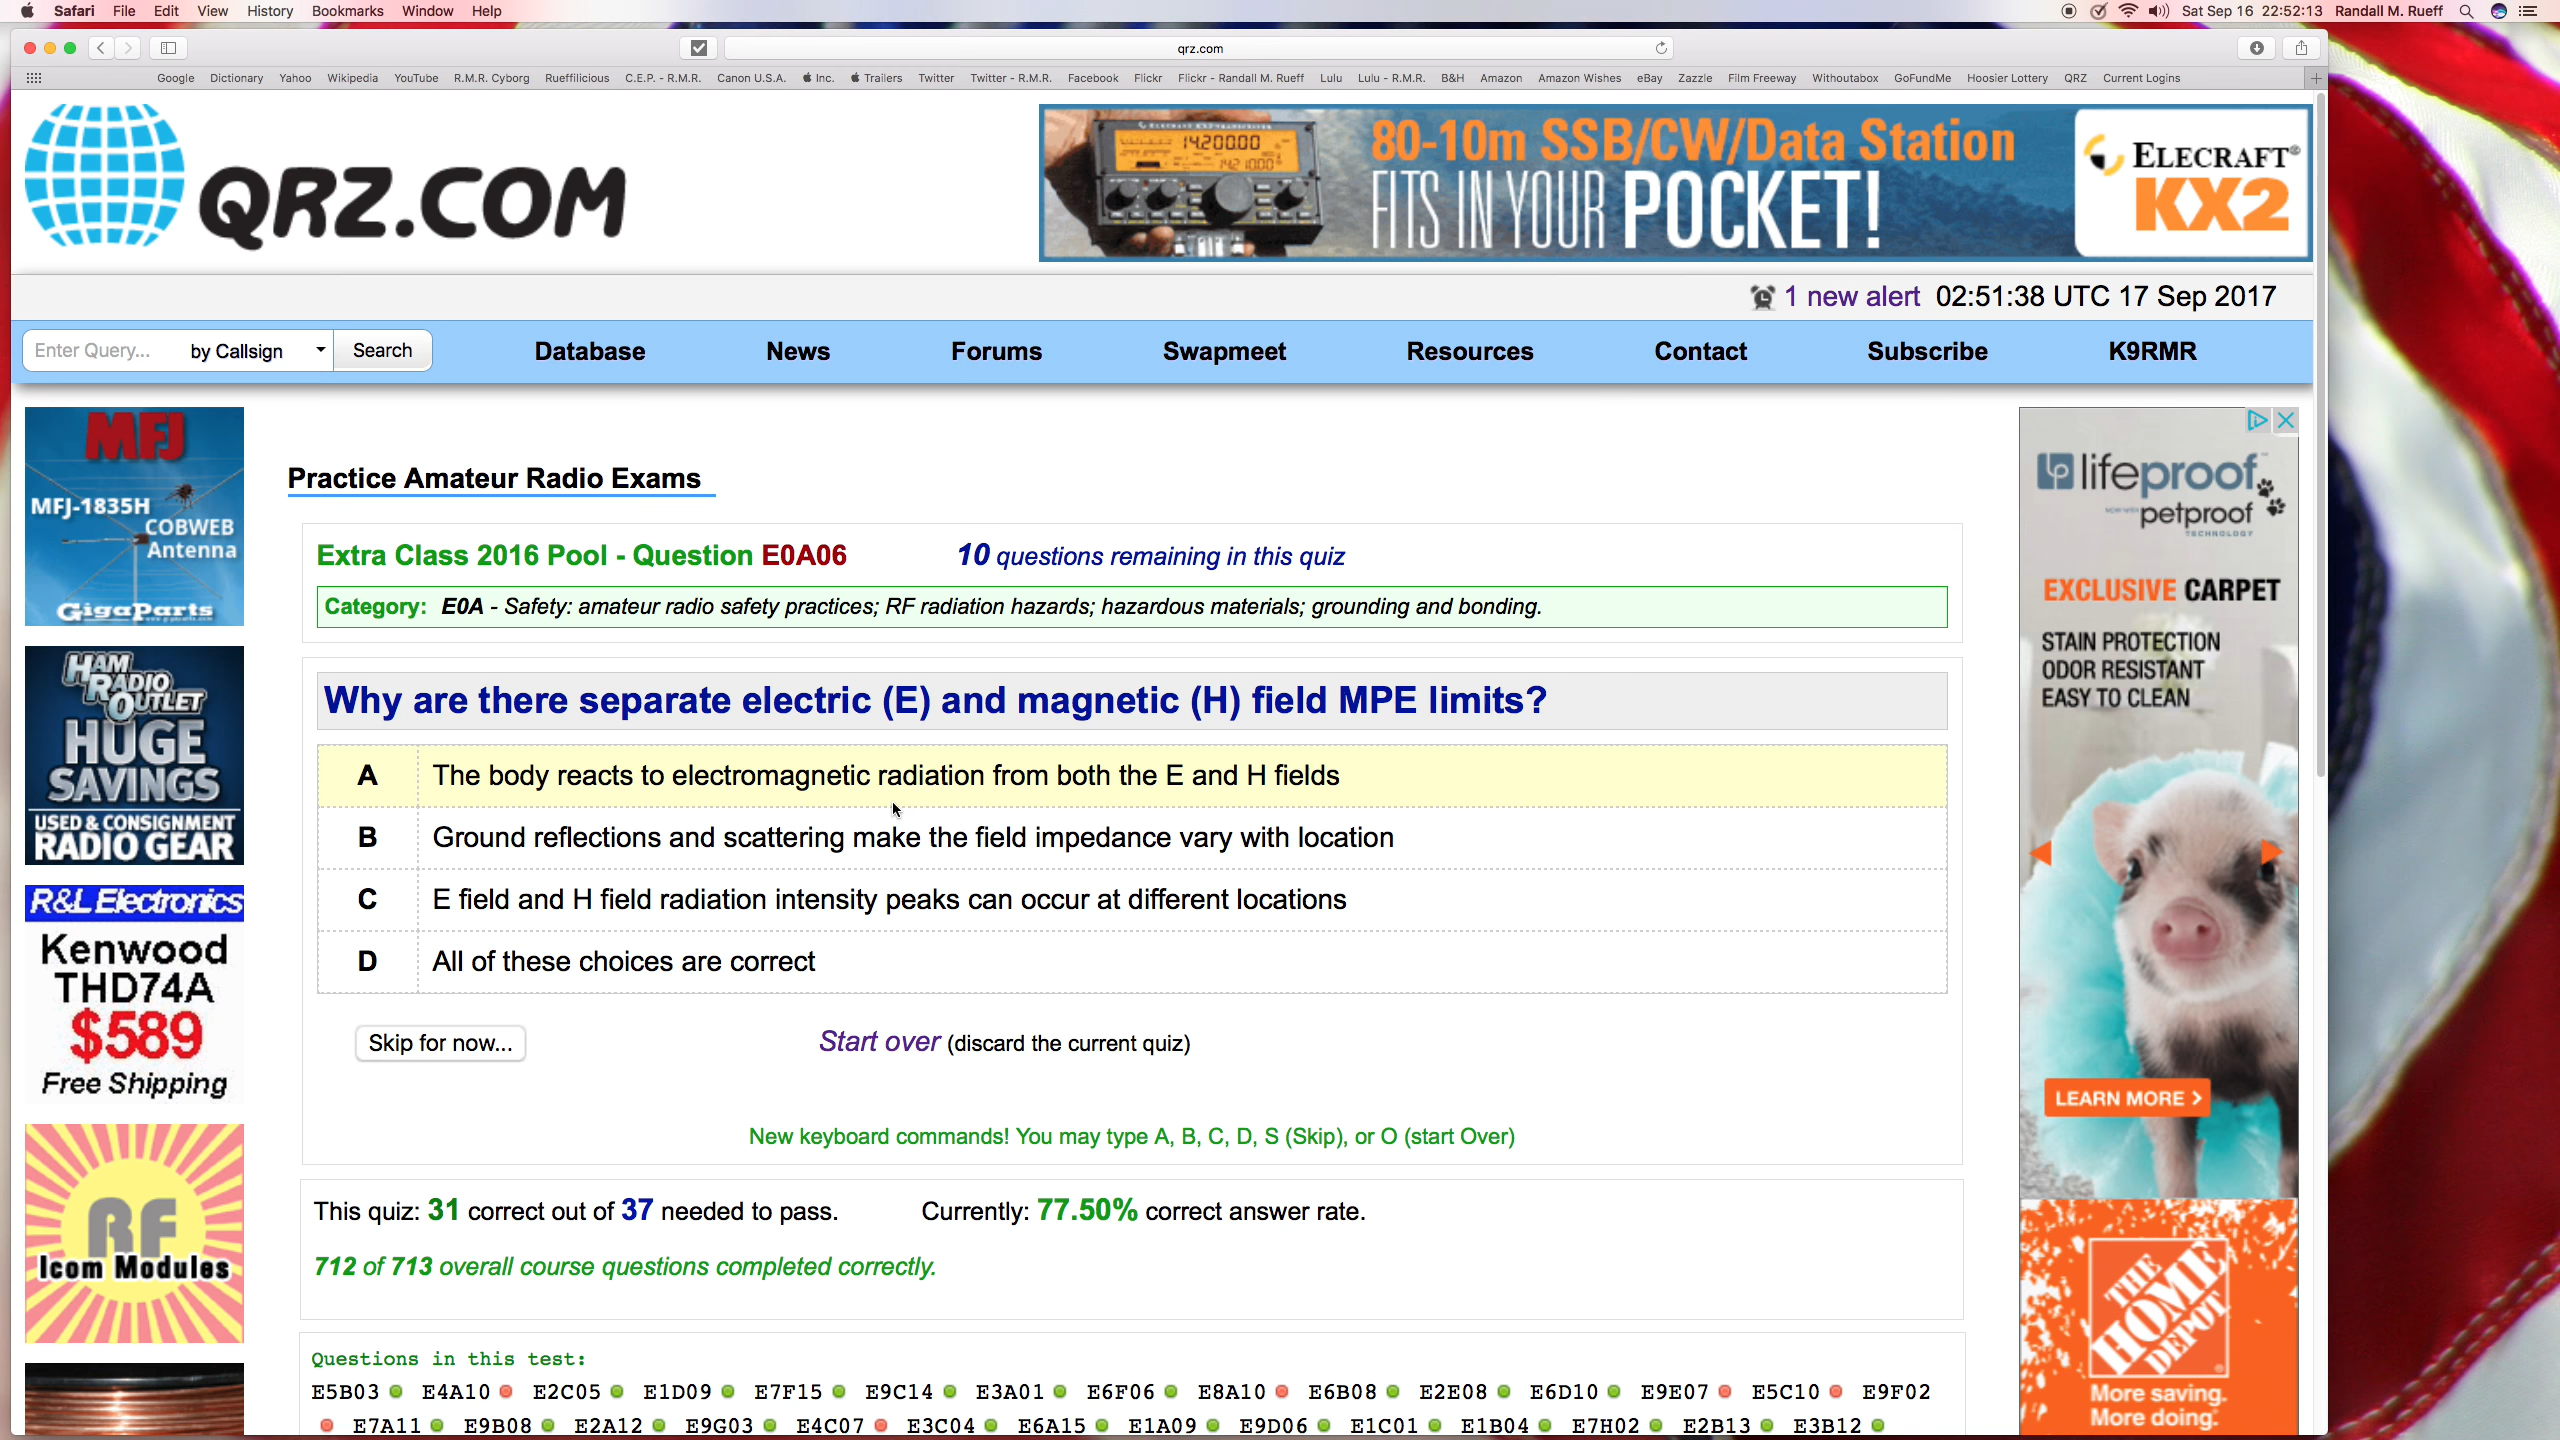 Safari File Edit View History Bookmarks Window Help
Sat Sep 16 22:52:13 Randall M. Rueff
qrz.com
Google Dictionary Yahoo Wikipedia YouTube R.M.R. Cyborg Rueffilicious C.E.P. - R.M.R. Canon U.S.A. Inc. Trailers Twitter Twitter - R.M.R. Facebook Flickr Flickr - Randall M. Rueff Lulu Lulu - R.M.R. B&H Amazon Amazon Wishes eBay Zazzle Film Freeway Withoutabox GoFundMe Hoosier Lottery QRZ Current Logins
QRZ.COM
14.200.00
80-10m SSB/CW/Data Station
FITS IN YOUR POCKET!
ELECRAFT®
KX2
1 new alert 02:51:38 UTC 17 Sep 2017
Enter Query... by Callsign Search Database News Forums Swapmeet Resources Contact Subscribe K9RMR
MFJ
MFJ-1835H
COBWEB
Antenna
GigaParts
HAM
RADIO
OUTLET
HUGE
SAVINGS
USED & CONSIGNMENT
RADIO GEAR
R&L Electronics
Kenwood
THD74A
$589
Free Shipping
RF
Icom Modules
Practice Amateur Radio Exams
Extra Class 2016 Pool - Question E0A06 10 questions remaining in this quiz
Category: E0A - Safety: amateur radio safety practices; RF radiation hazards; hazardous materials; grounding and bonding.
Why are there separate electric (E) and magnetic (H) field MPE limits?
A The body reacts to electromagnetic radiation from both the E and H fields
B Ground reflections and scattering make the field impedance vary with location
C E field and H field radiation intensity peaks can occur at different locations
D All of these choices are correct
Skip for now... Start over (discard the current quiz)
New keyboard commands! You may type A, B, C, D, S (Skip), or O (start Over)
This quiz: 31 correct out of 37 needed to pass. Currently: 77.50% correct answer rate.
712 of 713 overall course questions completed correctly.
Questions in this test:
E5B03 E4A10 E2C05 E1D09 E7F15 E9C14 E3A01 E6F06 E8A10 E6B08 E2E08 E6D10 E9E07 E5C10 E9F02
E7A11 E9B08 E2A12 E9G03 E4C07 E3C04 E6A15 E1A09 E9D06 E1C01 E1B04 E7H02 E2B13 E3B12
lifeproof
petproof
TECHNOLOGY
EXCLUSIVE CARPET
STAIN PROTECTION
ODOR RESISTANT
EASY TO CLEAN
LEARN MORE >
THE
HOME
DEPOT
More saving.
More doing.